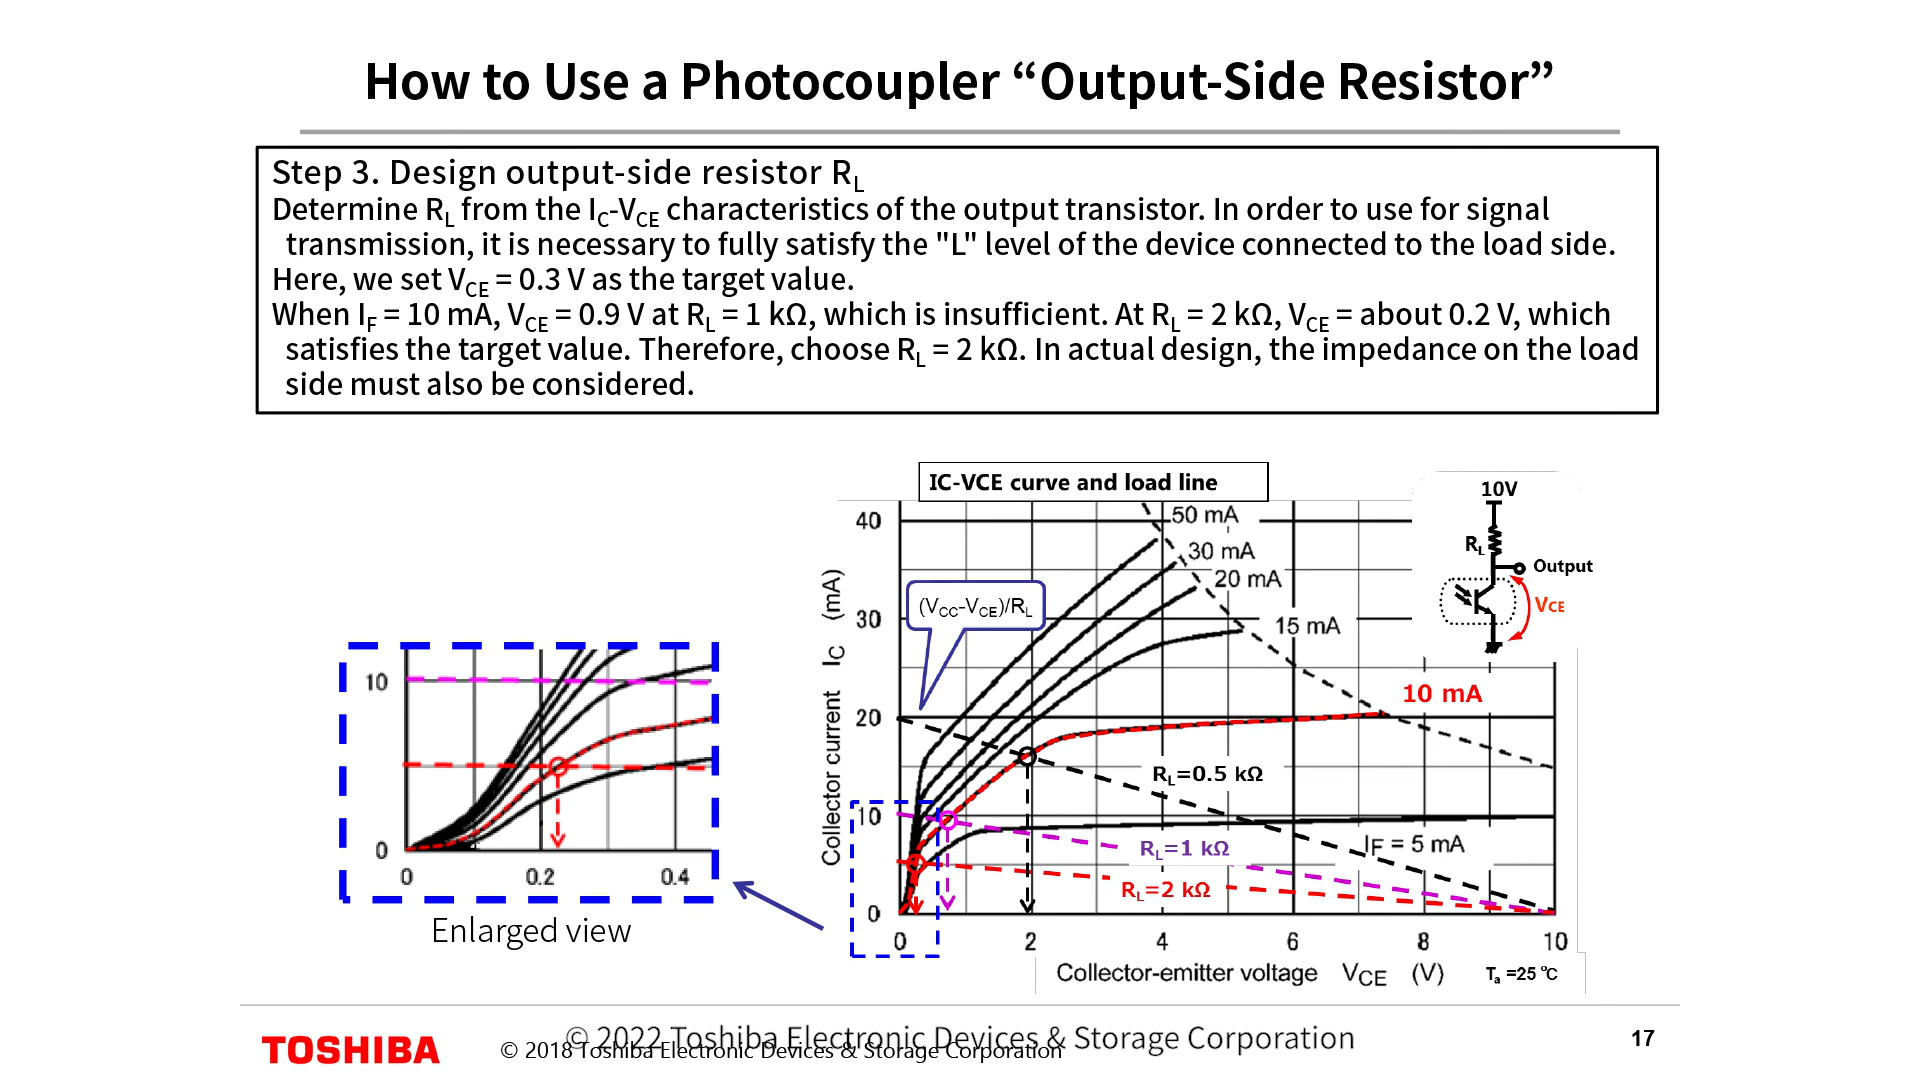 How to Use a Photocoupler “Output-Side Resistor”
Step 3. Design output-side resistor RL
Determine RL from the IC-VCE characteristics of the output transistor. In order to use for signal
transmission, it is necessary to fully satisfy the "L" level of the device connected to the load side.
Here, we set VCE = 0.3 V as the target value.
When IF = 10 mA, VCE = 0.9 V at RL = 1 kΩ, which is insufficient. At RL = 2 kΩ, VCE = about 0.2 V, which
satisfies the target value. Therefore, choose RL = 2 kΩ. In actual design, the impedance on the load
side must also be considered.
IC-VCE curve and load line
10V
RL
Output
VCE
40
30
20
10
0
Collector current IC (mA)
50 mA
30 mA
20 mA
15 mA
10 mA
(VCC-VCE)/RL
RL=0.5 kΩ
IF = 5 mA
RL=1 kΩ
RL=2 kΩ
0 2 4 6 8 10
Collector-emitter voltage VCE (V)
Ta =25 ℃
10
0
0 0.2 0.4
Enlarged view
TOSHIBA
© 2022 Toshiba Electronic Devices & Storage Corporation
© 2018 Toshiba Electronic Devices & Storage Corporation
17